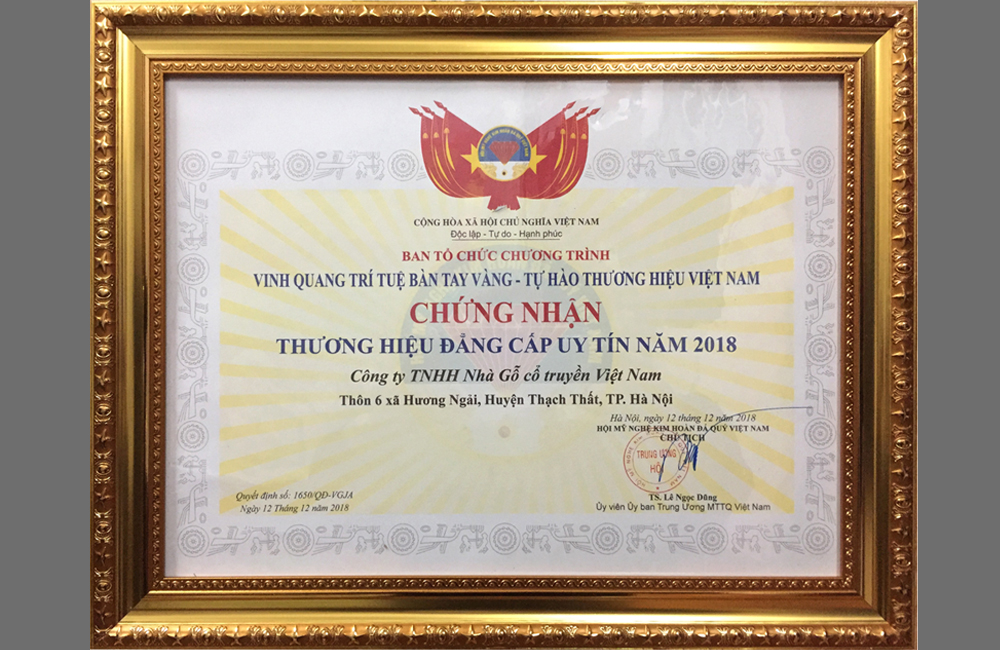 CỘNG HÒA XÃ HỘI CHỦ NGHĨA VIỆT NAM
Độc lập - Tự do - Hạnh phúc
BAN TỔ CHỨC CHƯƠNG TRÌNH
VINH QUANG TRÍ TUỆ BÀN TAY VÀNG - TỰ HÀO THƯƠNG HIỆU VIỆT NAM
CHỨNG NHẬN
THƯƠNG HIỆU ĐẲNG CẤP UY TÍN NĂM 2018
Công ty TNHH Nhà Gỗ cổ truyền Việt Nam
Thôn 6 xã Hương Ngải, Huyện Thạch Thất, TP. Hà Nội
Hà Nội, ngày 12 tháng 12 năm 2018
HỘI MỸ NGHỆ KIM HOÀN ĐÁ QUÝ VIỆT NAM
CHỦ TỊCH
TRUNG ƯƠNG
HỘI
TS. Lê Ngọc Dũng
Ủy viên Ủy ban Trung Ương MTTQ Việt Nam
Quyết định số: 1650/QĐ-VGJA
Ngày 12 Tháng 12 năm 2018